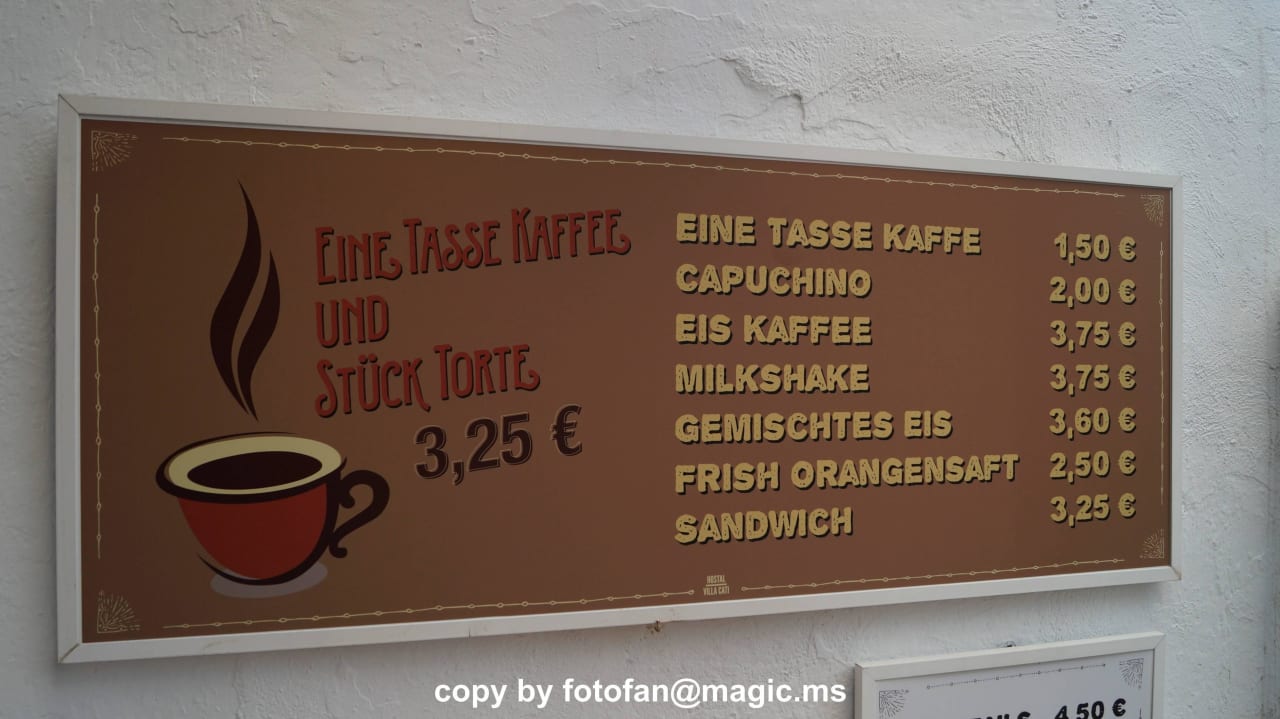 EINE TASSE KAFFEE
UND
STÜCK TORTE
3,25 €
EINE TASSE KAFFE 1,50 €
CAPUCHINO 2,00 €
EIS KAFFEE 3,75 €
MILKSHAKE 3,75 €
GEMISCHTES EIS 3,60 €
FRISH ORANGENSAFT 2,50 €
SANDWICH 3,25 €
HOSTAL
VILLA CATI
4,50 €
copy by fotofan@magic.ms